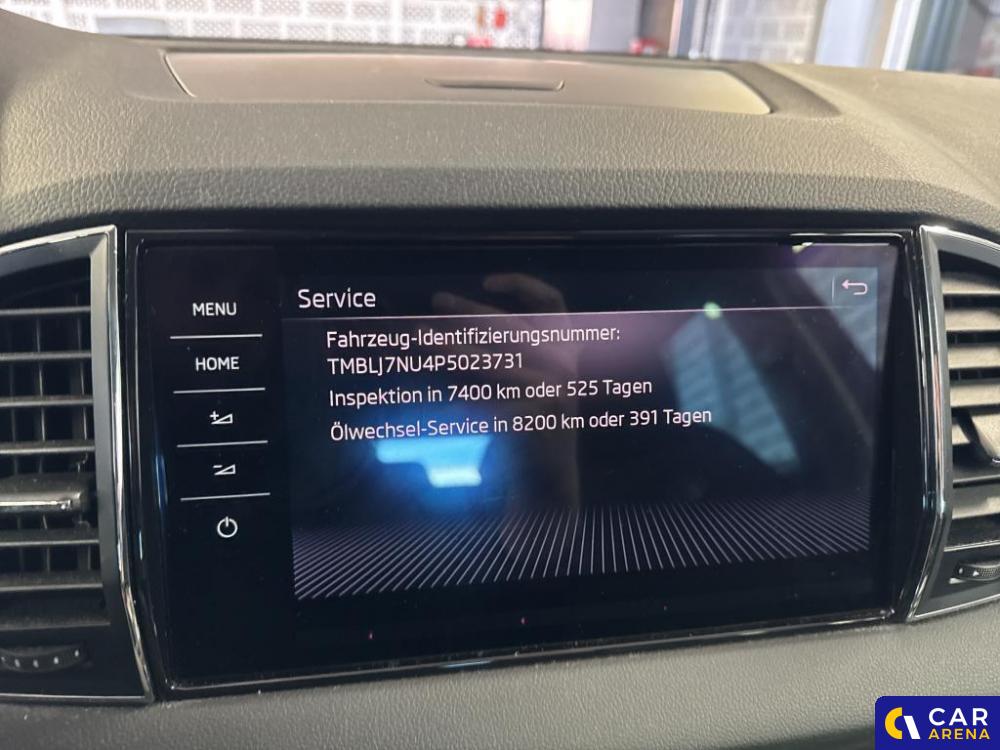 Service
MENU
HOME
Fahrzeug-Identifizierungsnummer:
TMBLJ7NU4P5023731
Inspektion in 7400 km oder 525 Tagen
Ölwechsel-Service in 8200 km oder 391 Tagen
CAR
ARENA